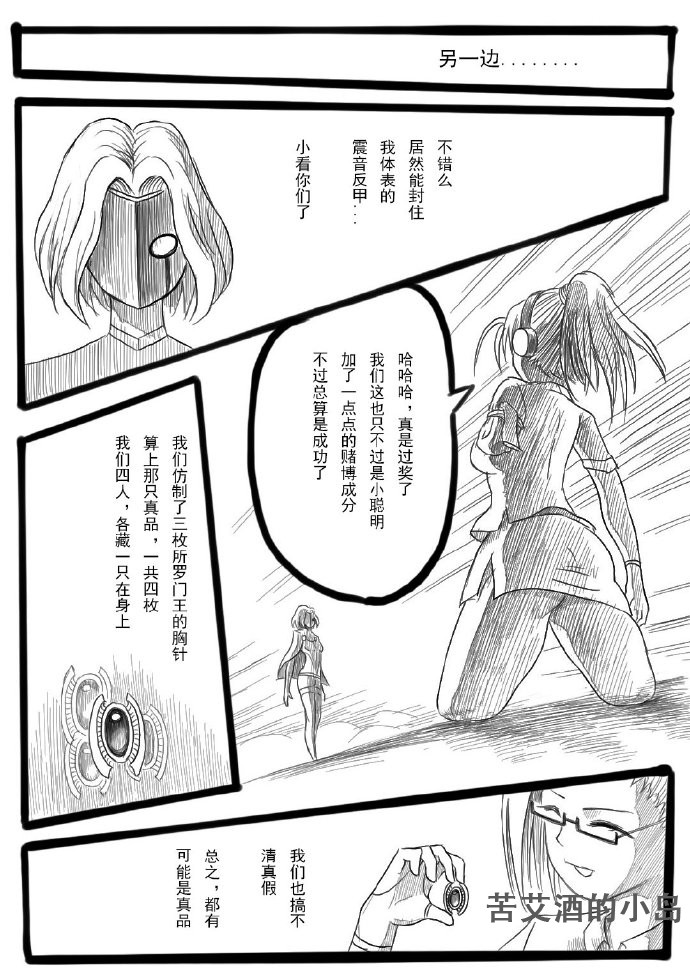 另一边........
不错么
居然能封住
我体表的
震音反甲...
小看你们了
哈哈哈，真是过奖了
我们这也只不过是小聪明
加了一点点的赌博成分
不过总算是成功了
我们仿制了三枚所罗门王的胸针
算上那只真品，一共四枚
我们四人，各藏一只在身上
我们也搞不
清真假
总之，都有
可能是真品
苦艾酒的小岛